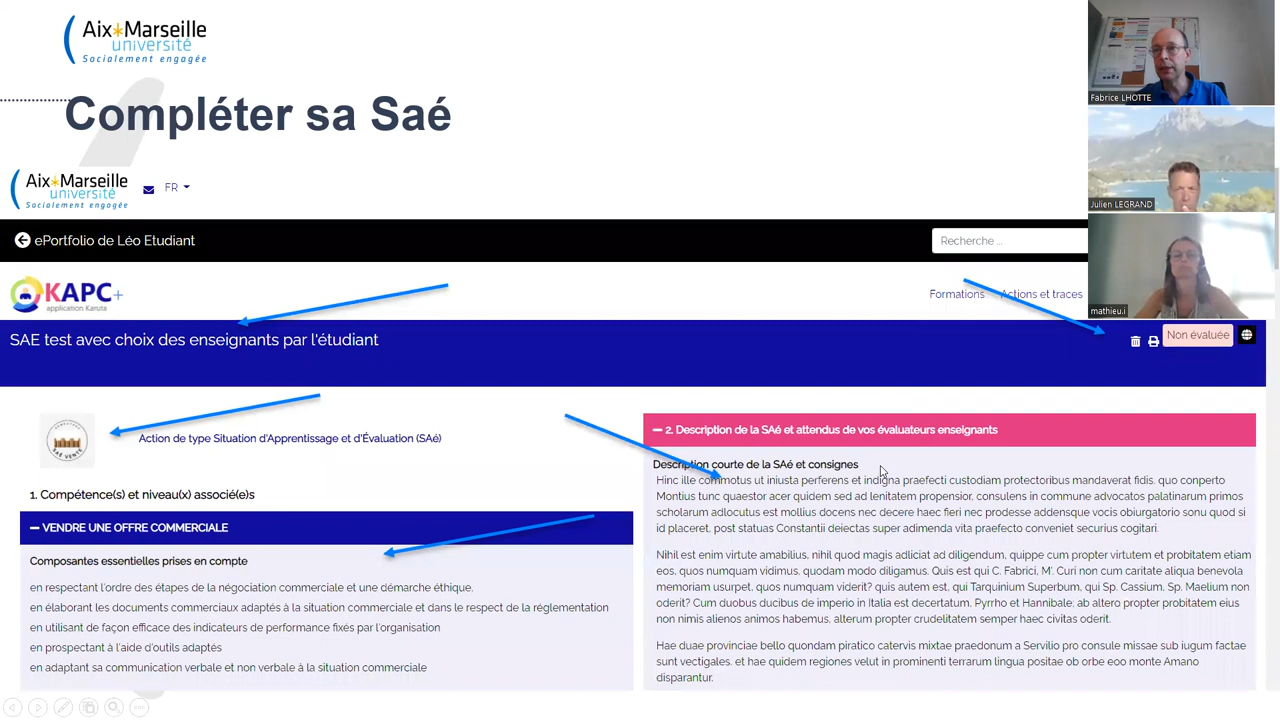 Aix*Marseille
université
Socialement engagée
Compléter sa Saé
Aix*Marseille
université
Socialement engagée
FR
ePortfolio de Léo Etudiant
Recherche ...
KAPC+
application Karuta
Formations
Actions et traces
SAE test avec choix des enseignants par l'étudiant
Non évaluée
SAE VENTE
Action de type Situation d'Apprentissage et d'Évaluation (SAé)
1. Compétence(s) et niveau(x) associé(e)s
VENDRE UNE OFFRE COMMERCIALE
Composantes essentielles prises en compte
en respectant l'ordre des étapes de la négociation commerciale et une démarche éthique.
en élaborant les documents commerciaux adaptés à la situation commerciale et dans le respect de la réglementation
en utilisant de façon efficace des indicateurs de performance fixés par l'organisation
en prospectant à l'aide d'outils adaptés
en adaptant sa communication verbale et non verbale à la situation commerciale
2. Description de la SAé et attendus de vos évaluateurs enseignants
Description courte de la SAé et consignes
Hinc ille commotus ut iniusta perferens et indigna praefecti custodiam protectoribus mandaverat fidis. quo conperto
Montius tunc quaestor acer quidem sed ad lenitatem propensior, consulens in commune advocatos palatinarum primos
scholarum adlocutus est mollius docens nec decere haec fieri nec prodesse addensque vocis obiurgatorio sonu quod si
id placeret, post statuas Constantii deiectas super adimenda vita praefecto conveniet securius cogitari.
Nihil est enim virtute amabilius, nihil quod magis adliciat ad diligendum, quippe cum propter virtutem et probitatem etiam
eos, quos numquam vidimus, quodam modo diligamus. Quis est qui C. Fabrici, M'. Curi non cum caritate aliqua benevola
memoriam usurpet, quos numquam viderit? quis autem est, qui Tarquinium Superbum, qui Sp. Cassium, Sp. Maelium non
oderit? Cum duobus ducibus de imperio in Italia est decertatum, Pyrrho et Hannibale; ab altero propter probitatem eius
non nimis alienos animos habemus, alterum propter crudelitatem semper haec civitas oderit.
Hae duae provinciae bello quondam piratico catervis mixtae praedonum a Servilio pro consule missae sub iugum factae
sunt vectigales. et hae quidem regiones velut in prominenti terrarum lingua positae ob orbe eoo monte Amano
disparantur.
Fabrice LHOTTE
Julien LEGRAND
mathieu.i